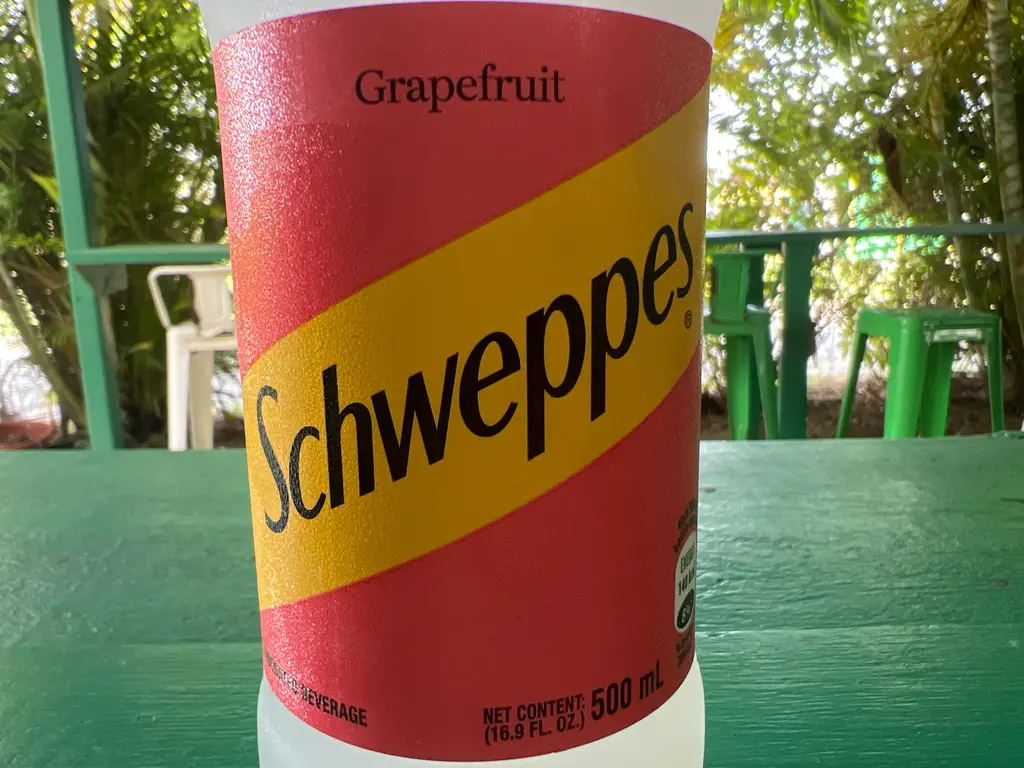 Grapefruit
Schweppes®
BEVERAGE
NET CONTENT: 500 mL
(16.9 FL. OZ.)